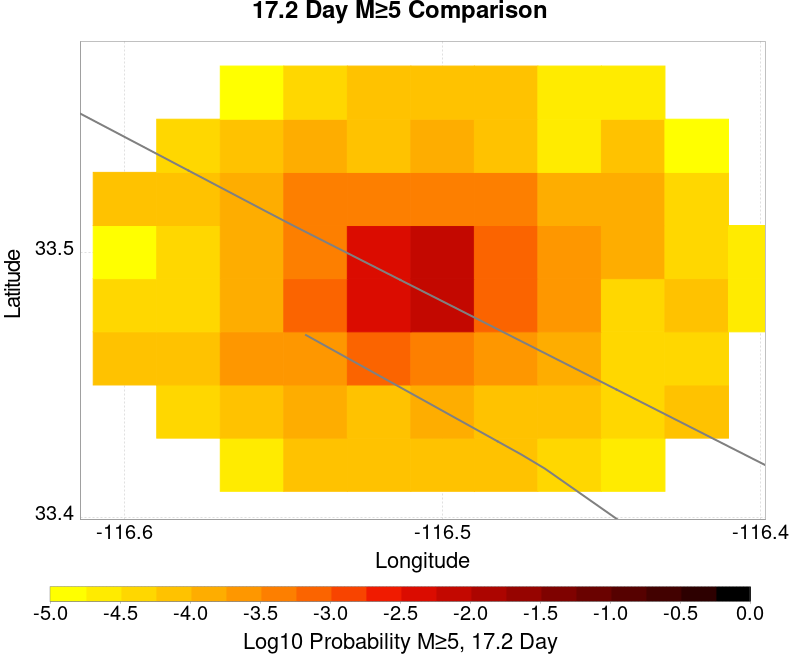 17.2 Day M≥5 Comparison
Latitude
33.5
33.4
-116.6 -116.5 -116.4
Longitude
-5.0 -4.5 -4.0 -3.5 -3.0 -2.5 -2.0 -1.5 -1.0 -0.5 0.0
Log10 Probability M≥5, 17.2 Day